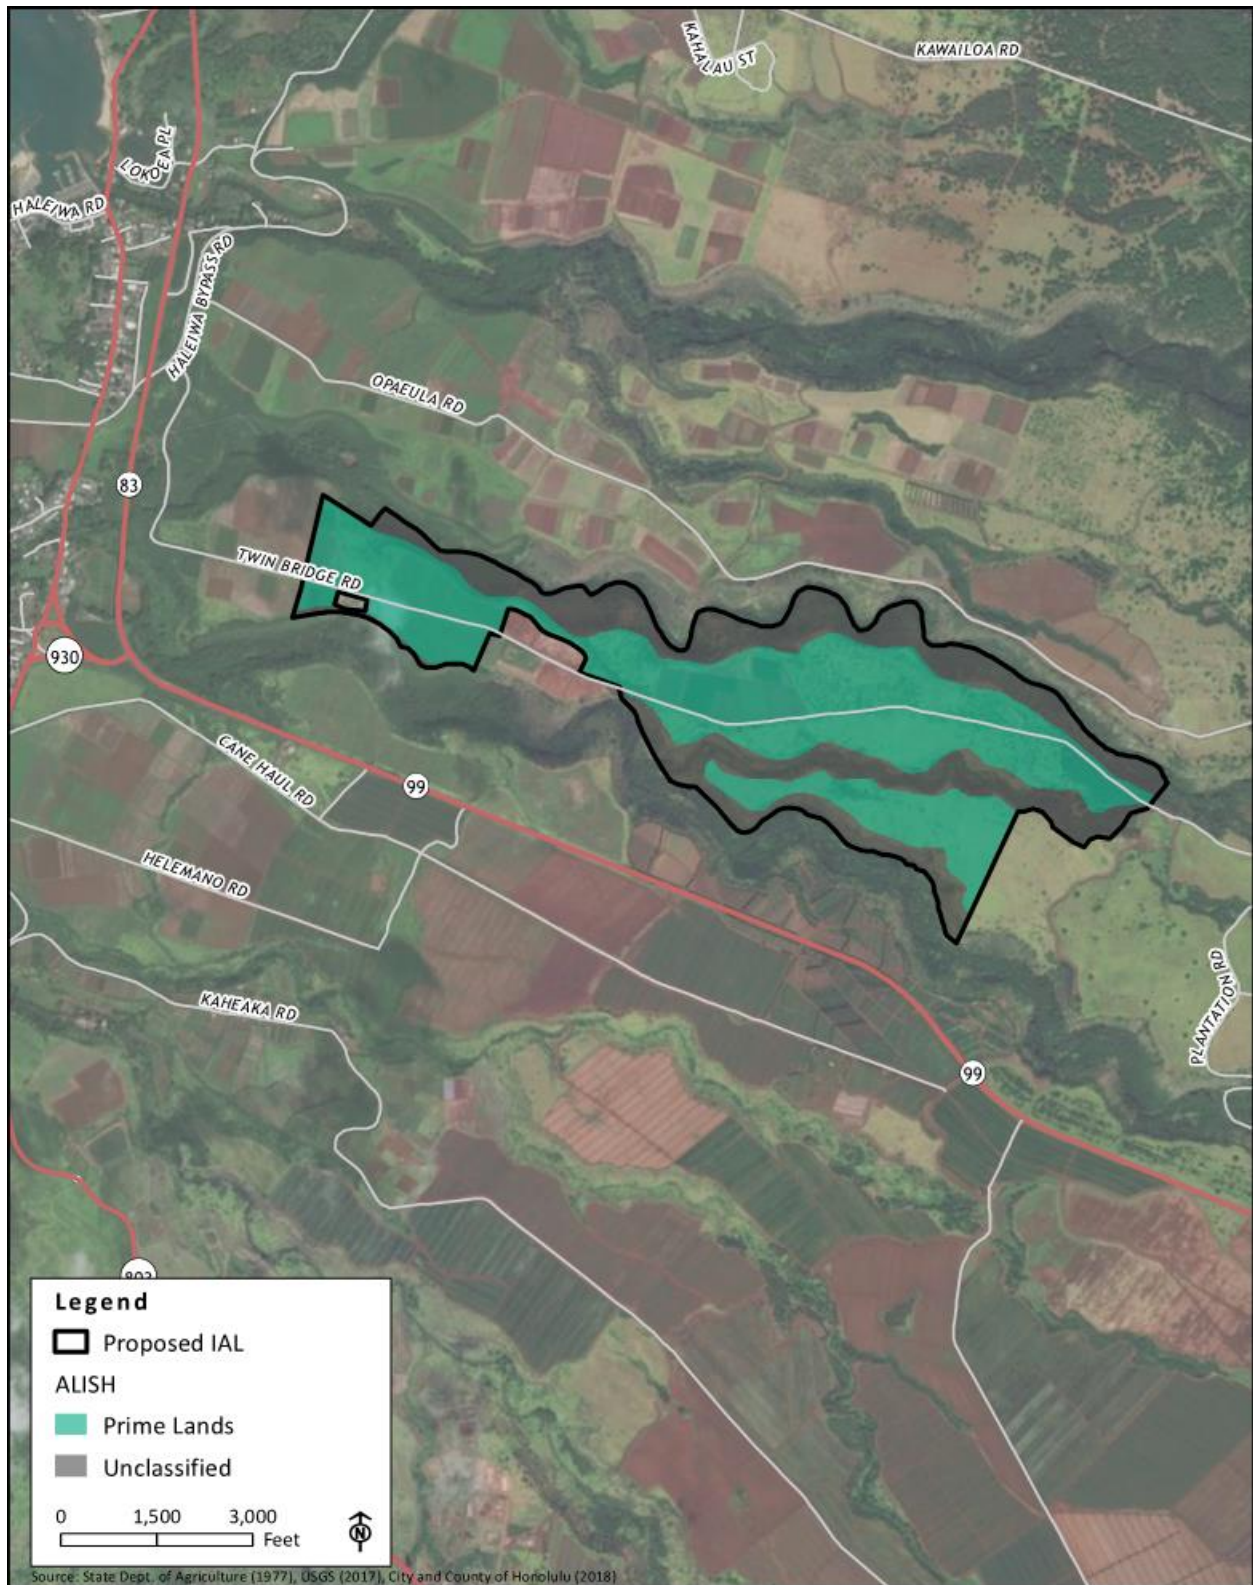 KAHALAU ST
KAWAILOA RD
LOKOEA PL
HALEIWA RD
HALEIWA BYPASS RD
OPAEULA RD
83
TWIN BRIDGE RD
930
CANE HAUL RD
99
HELEMANO RD
PLANTATION RD
KAHEAKA RD
99
803
Legend
Proposed IAL
ALISH
Prime Lands
Unclassified
0 1,500 3,000
Feet
N
Source: State Dept. of Agriculture (1977), USGS (2017), City and County of Honolulu (2018)